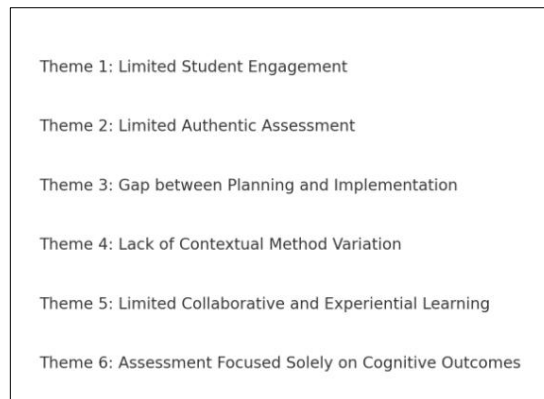 Theme 1: Limited Student Engagement
Theme 2: Limited Authentic Assessment
Theme 3: Gap between Planning and Implementation
Theme 4: Lack of Contextual Method Variation
Theme 5: Limited Collaborative and Experiential Learning
Theme 6: Assessment Focused Solely on Cognitive Outcomes